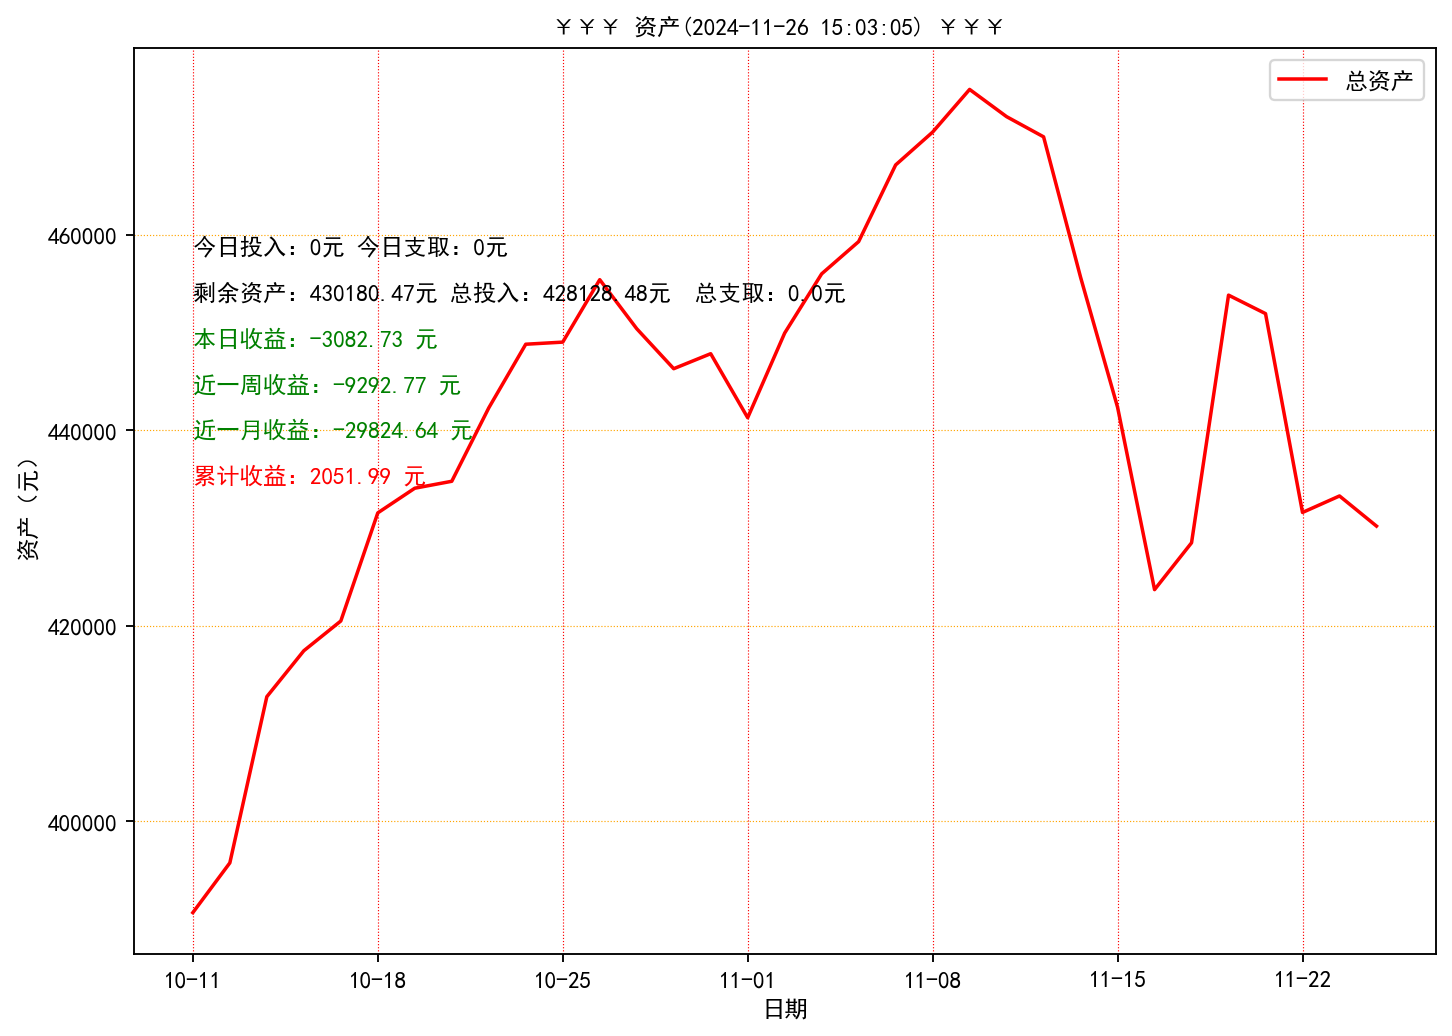 ￥￥￥ 资产(2024-11-26 15:03:05) ￥￥￥
总资产
460000
440000
420000
400000
资产（元）
今日投入：0元 今日支取：0元
剩余资产：430180.47元 总投入：428128.48元  总支取：0.0元
本日收益：-3082.73 元
近一周收益：-9292.77 元
近一月收益：-29824.64 元
累计收益：2051.99 元
10-11 10-18 10-25 11-01 11-08 11-15 11-22
日期